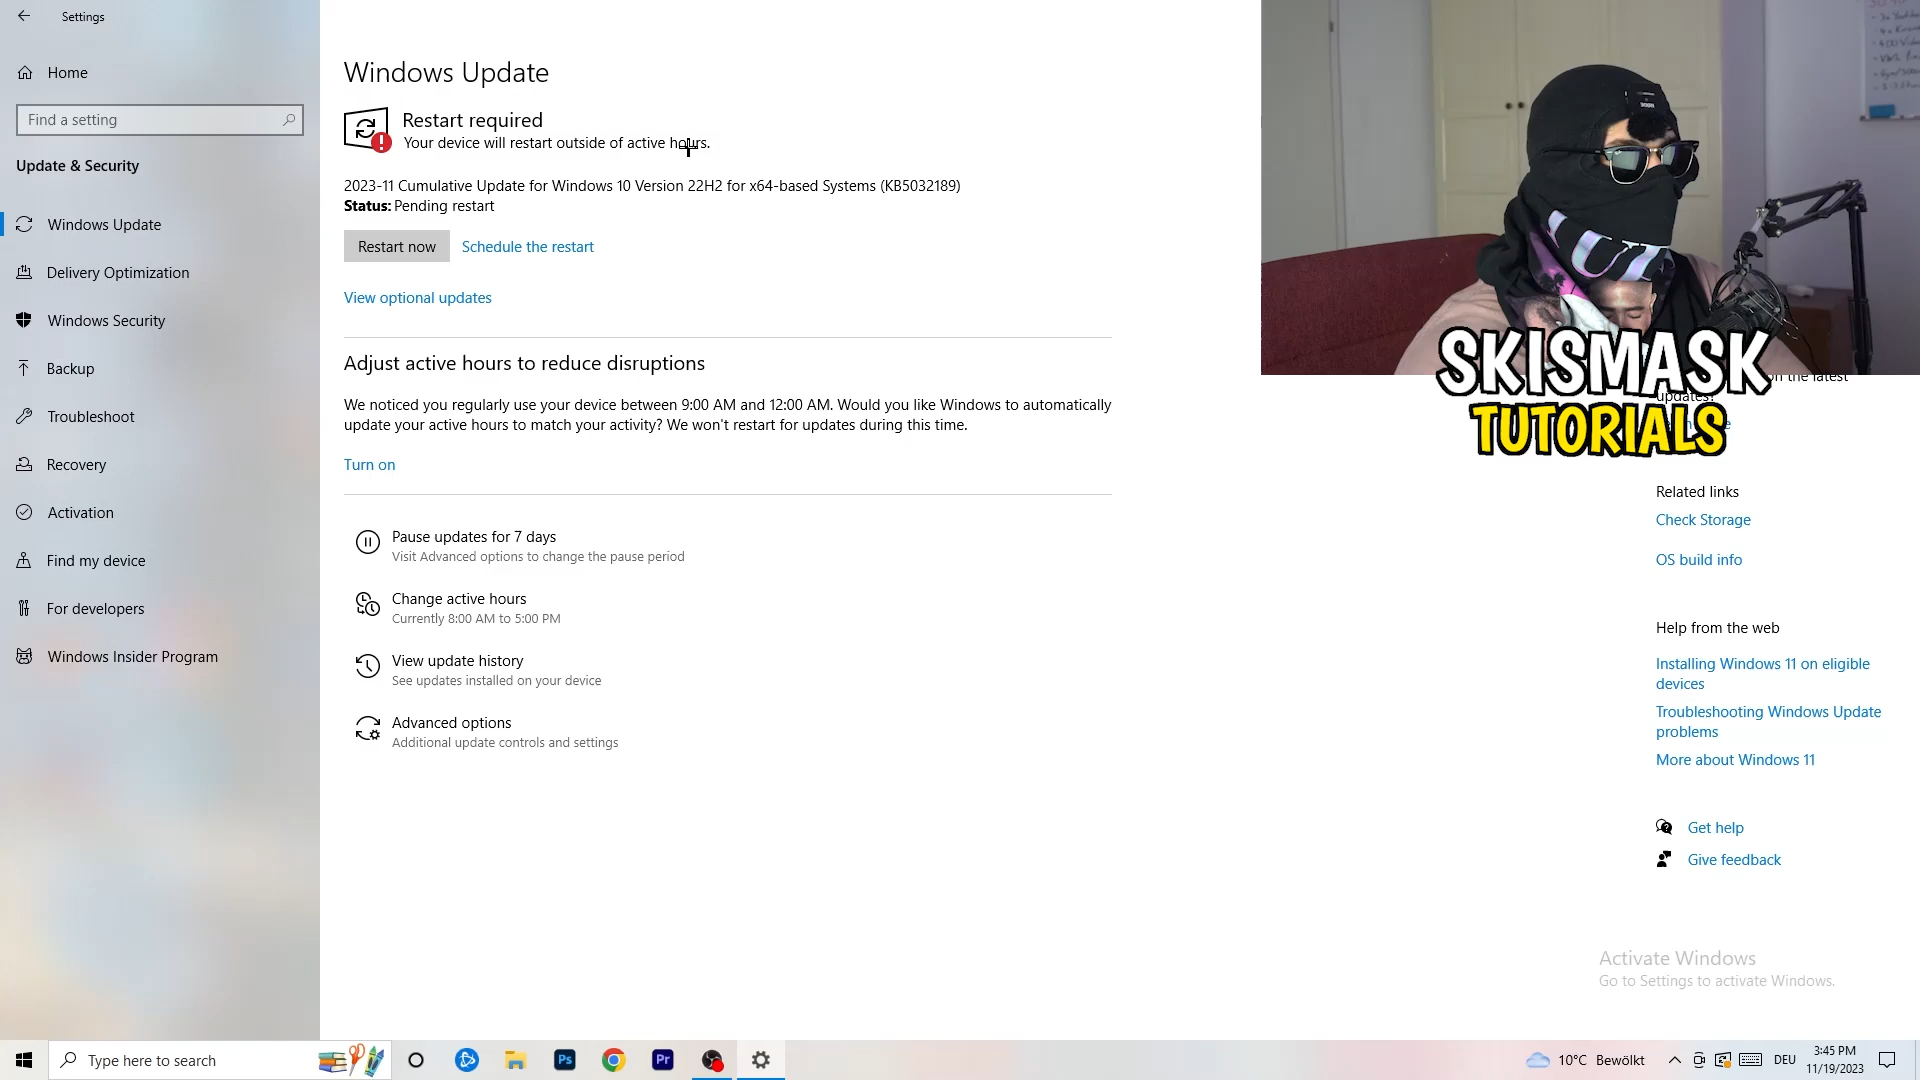 Settings
Home
Find a setting
Update & Security
Windows Update
Delivery Optimization
Windows Security
Backup
Troubleshoot
Recovery
Activation
Find my device
For developers
Windows Insider Program
Windows Update
Restart required
Your device will restart outside of active hours.
2023-11 Cumulative Update for Windows 10 Version 22H2 for x64-based Systems (KB5032189)
Status: Pending restart
Restart now Schedule the restart
View optional updates
Adjust active hours to reduce disruptions
We noticed you regularly use your device between 9:00 AM and 12:00 AM. Would you like Windows to automatically
update your active hours to match your activity? We won't restart for updates during this time.
Turn on
Pause updates for 7 days
Visit Advanced options to change the pause period
Change active hours
Currently 8:00 AM to 5:00 PM
View update history
See updates installed on your device
Advanced options
Additional update controls and settings
SKISMASK
TUTORIALS
on the latest
updates?
Related links
Check Storage
OS build info
Help from the web
Installing Windows 11 on eligible
devices
Troubleshooting Windows Update
problems
More about Windows 11
Get help
Give feedback
Activate Windows
Go to Settings to activate Windows.
Type here to search
Ps
Pr
10°C Bewölkt
DEU
3:45 PM
11/19/2023